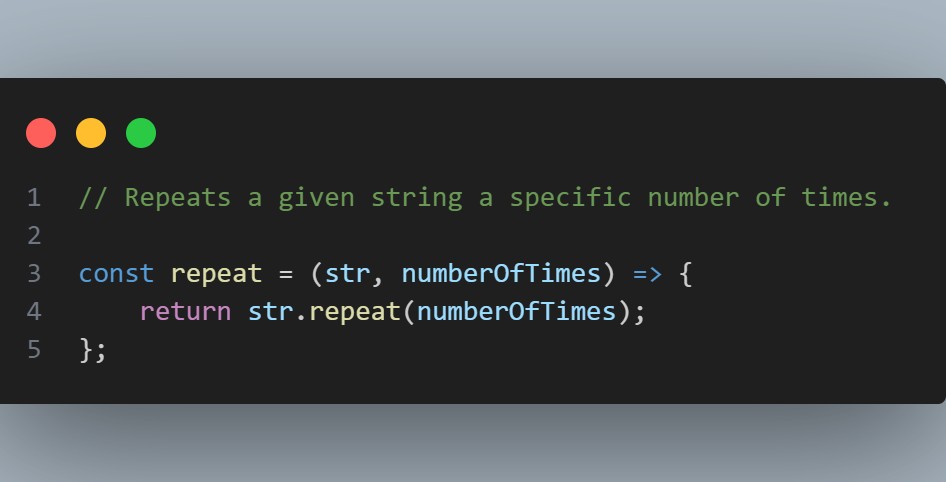 1 // Repeats a given string a specific number of times.
2
3 const repeat = (str, numberOfTimes) => {
4     return str.repeat(numberOfTimes);
5 };